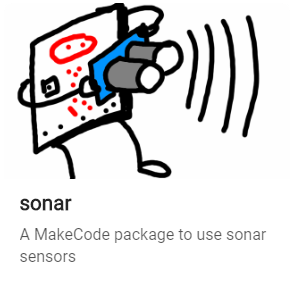 sonar
A MakeCode package to use sonar
sensors